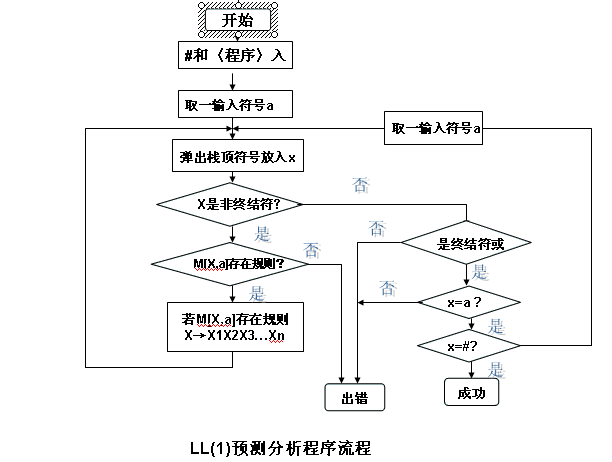 开始
#和〈程序〉入
取一输入符号a
取一输入符号a
弹出栈顶符号放入x
X是非终结符？
否
是
否
是终结符或
M[X,a]存在规则？
否
是
是
否
x=a？
若M[X,a]存在规则
X→X1X2X3…Xn
是
x=#?
是
出错
成功
LL(1)预测分析程序流程